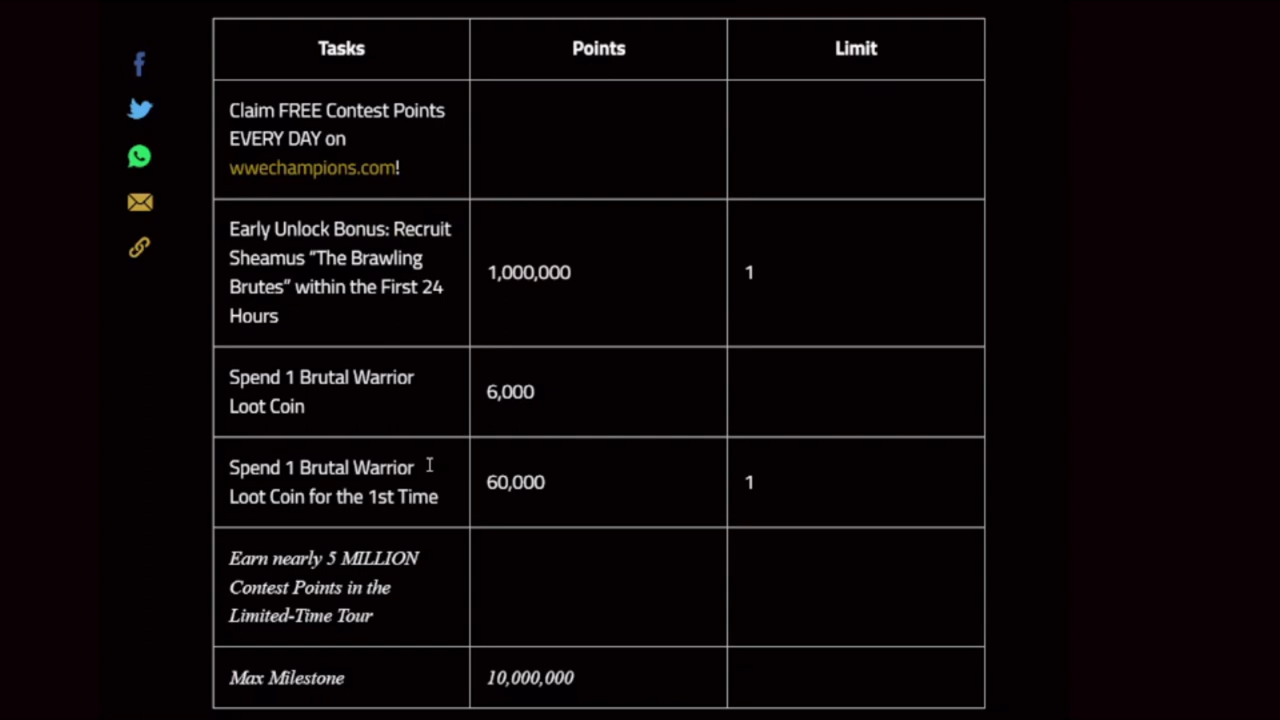 Tasks Points Limit
Claim FREE Contest Points
EVERY DAY on
wwechampions.com!
Early Unlock Bonus: Recruit
Sheamus “The Brawling
Brutes” within the First 24
Hours
1,000,000 1
Spend 1 Brutal Warrior
Loot Coin
6,000
Spend 1 Brutal Warrior
Loot Coin for the 1st Time
60,000 1
Earn nearly 5 MILLION
Contest Points in the
Limited-Time Tour
Max Milestone 10,000,000